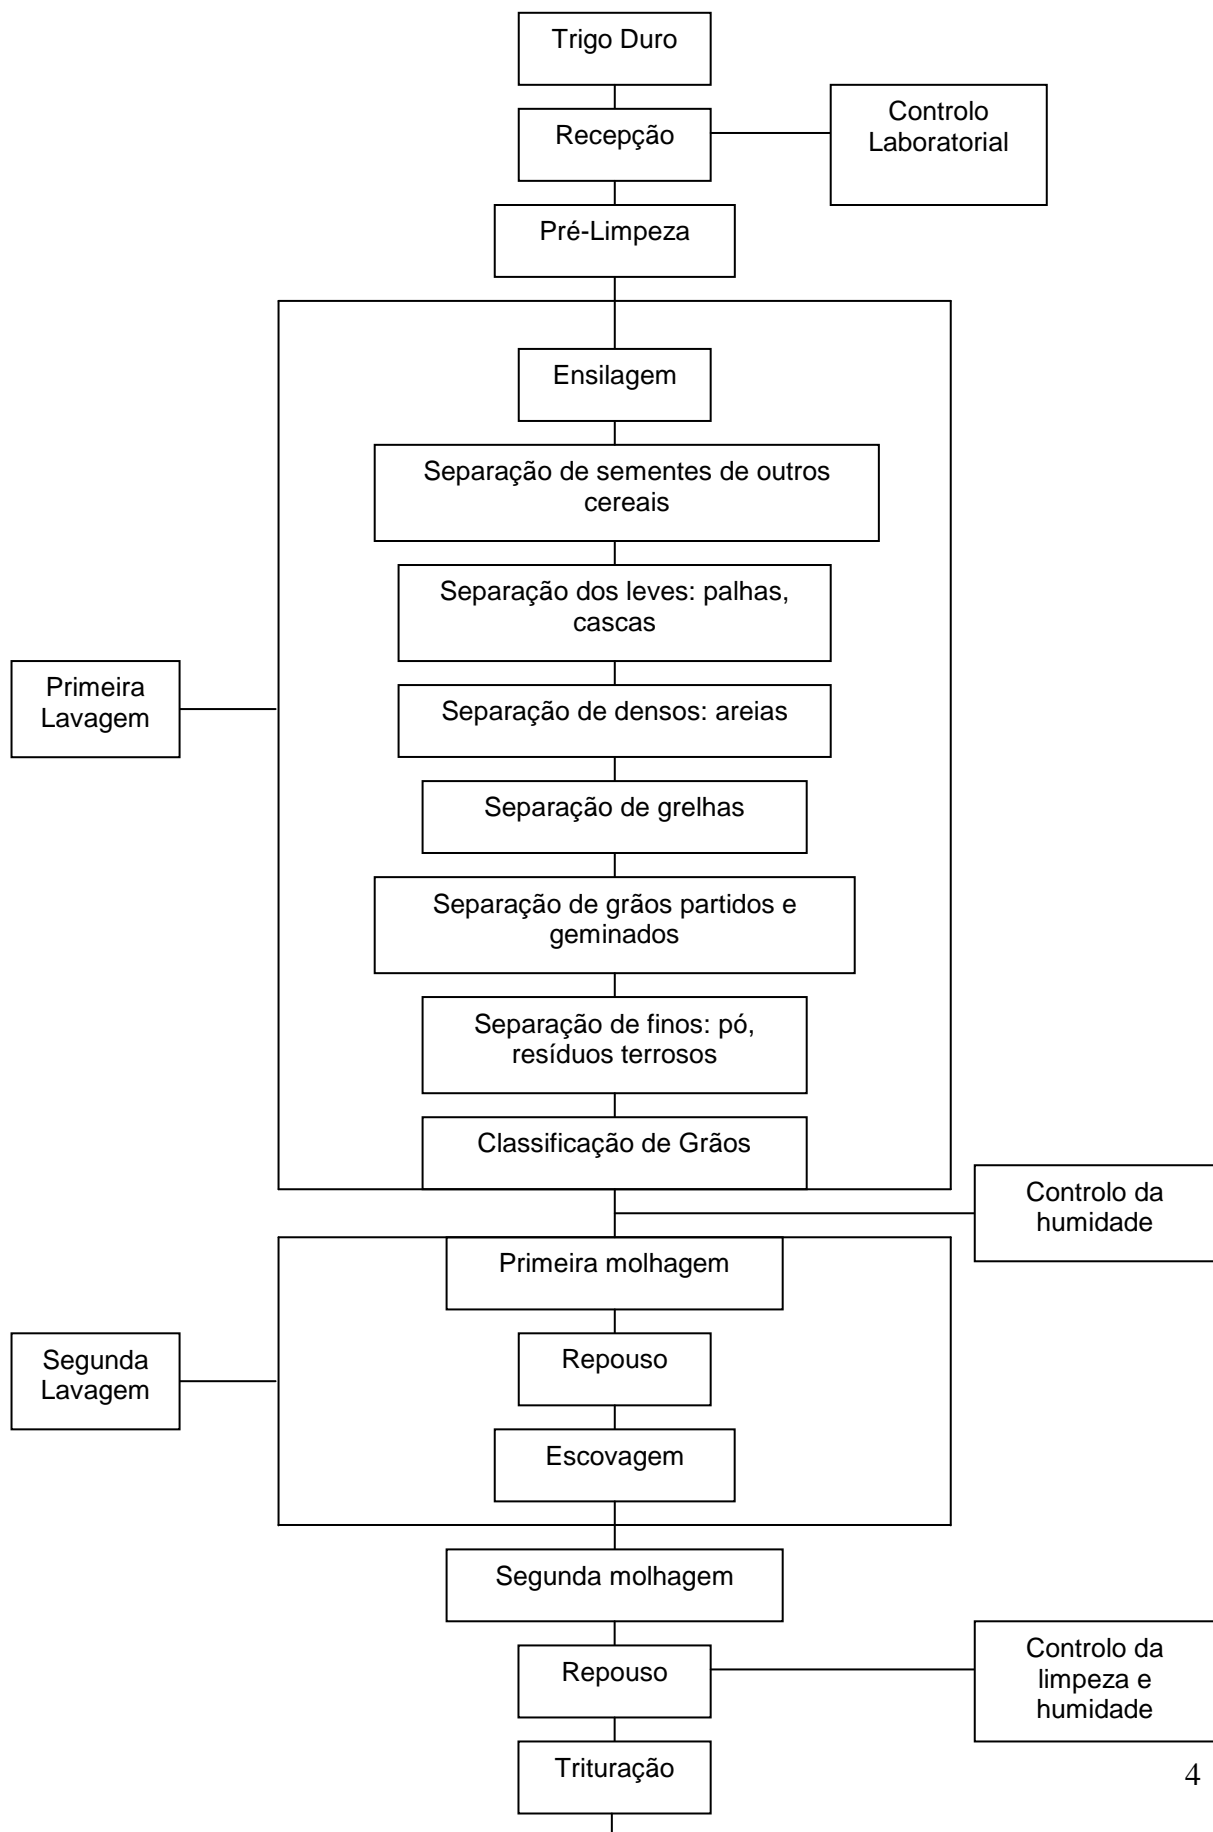 Trigo Duro
Recepção
Controlo
Laboratorial
Pré-Limpeza
Ensilagem
Separação de sementes de outros
cereais
Separação dos leves: palhas,
cascas
Primeira
Lavagem
Separação de densos: areias
Separação de grelhas
Separação de grãos partidos e
geminados
Separação de finos: pó,
resíduos terrosos
Classificação de Grãos
Controlo da
humidade
Primeira molhagem
Segunda
Lavagem
Repouso
Escovagem
Segunda molhagem
Repouso
Controlo da
limpeza e
humidade
Trituração
4